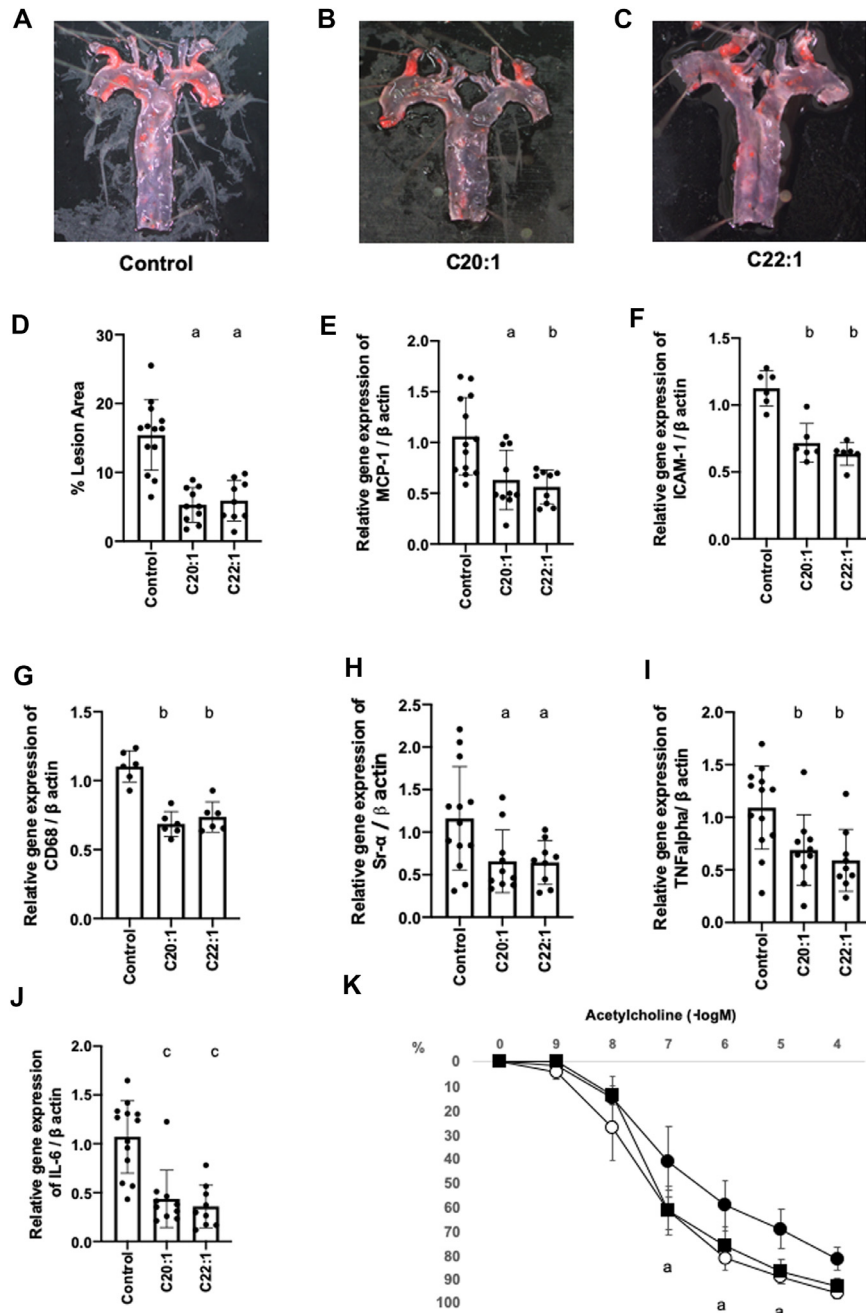 A
B
C
Control
C20:1
C22:1
D
% Lesion Area
30
20
10
0
a
a
Control
C20:1
C22:1
E
Relative gene expression of
MCP-1 / β actin
2.0
1.5
1.0
0.5
0.0
a
b
Control
C20:1
C22:1
F
Relative gene expression of
ICAM-1 / β actin
1.5
1.0
0.5
0.0
b
b
Control
C20:1
C22:1
G
Relative gene expression of
CD68 / β actin
1.5
1.0
0.5
0.0
b
b
Control
C20:1
C22:1
H
Relative gene expression of
Sr-α / β actin
2.5
2.0
1.5
1.0
0.5
0.0
a
a
Control
C20:1
C22:1
I
Relative gene expression of
TNFalpha/ β actin
2.0
1.5
1.0
0.5
0.0
b
b
Control
C20:1
C22:1
J
Relative gene expression
of IL-6 / β actin
2.0
1.5
1.0
0.5
0.0
c
c
Control
C20:1
C22:1
K
Acetylcholine (-logM)
0 9 8 7 6 5 4
%
0
10
20
30
40
50
60
70
80
90
100
a
a
a